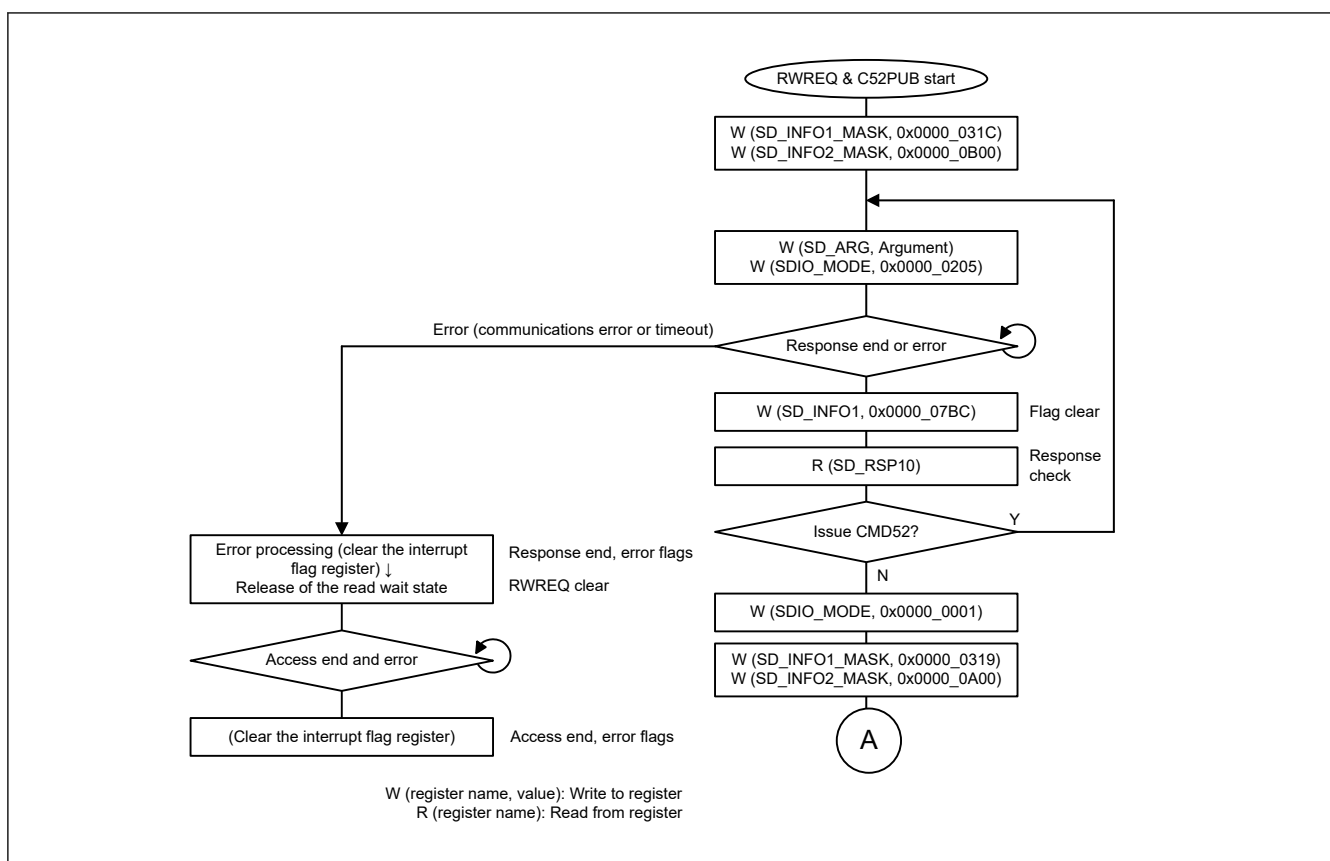 RWREQ & C52PUB start
W (SD_INFO1_MASK, 0x0000_031C)
W (SD_INFO2_MASK, 0x0000_0B00)
W (SD_ARG, Argument)
W (SDIO_MODE, 0x0000_0205)
Error (communications error or timeout)
Response end or error
W (SD_INFO1, 0x0000_07BC)
Flag clear
R (SD_RSP10)
Response
check
Issue CMD52?
Y
N
Error processing (clear the interrupt
flag register) ↓
Release of the read wait state
Response end, error flags
RWREQ clear
W (SDIO_MODE, 0x0000_0001)
Access end and error
W (SD_INFO1_MASK, 0x0000_0319)
W (SD_INFO2_MASK, 0x0000_0A00)
(Clear the interrupt flag register)
Access end, error flags
A
W (register name, value): Write to register
R (register name): Read from register